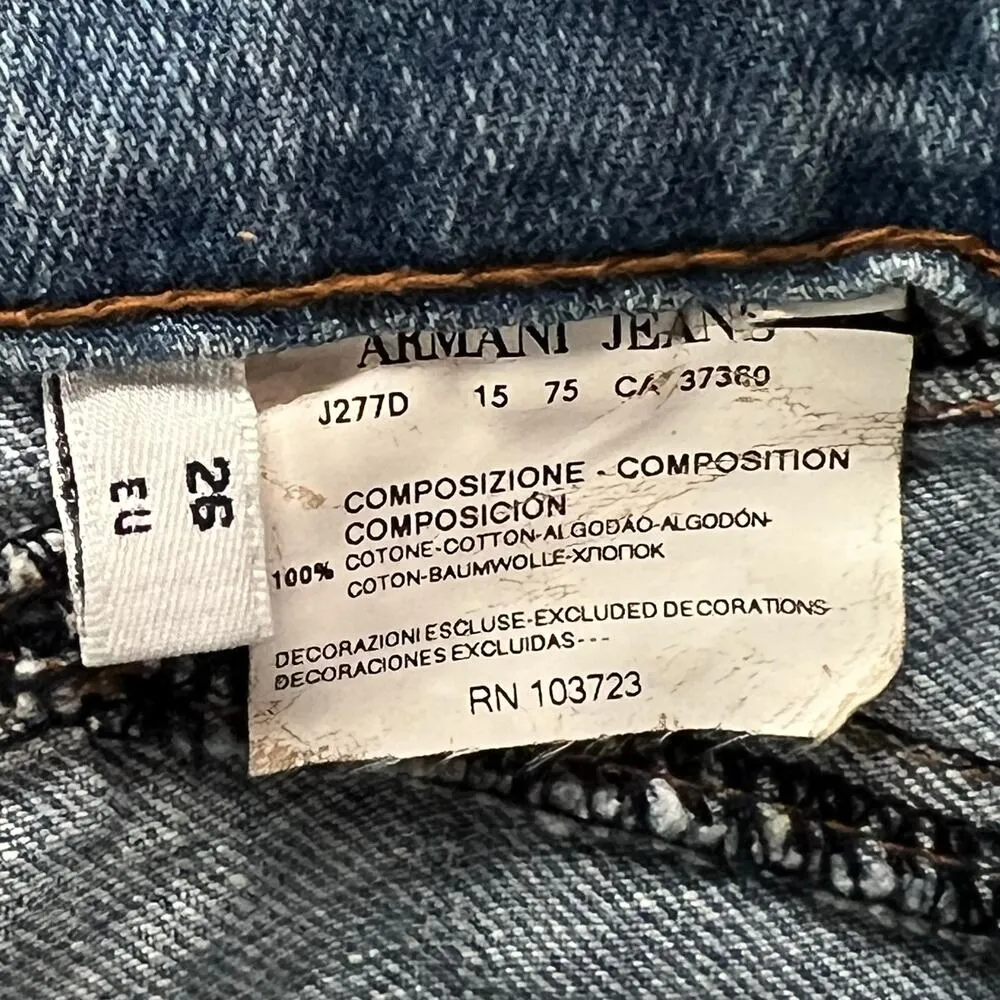 ARMANI JEANS
J277D 15 75 CA 37380
COMPOSIZIONE - COMPOSITION
COMPOSICIÓN
100% COTONE-COTTON-ALGODÃO-ALGODÓN-
COTON-BAUMWOLLE-ХЛОПОК
DECORAZIONI ESCLUSE-EXCLUDED DECORATIONS-
DECORACIONES EXCLUIDAS---
RN 103723
26
EU